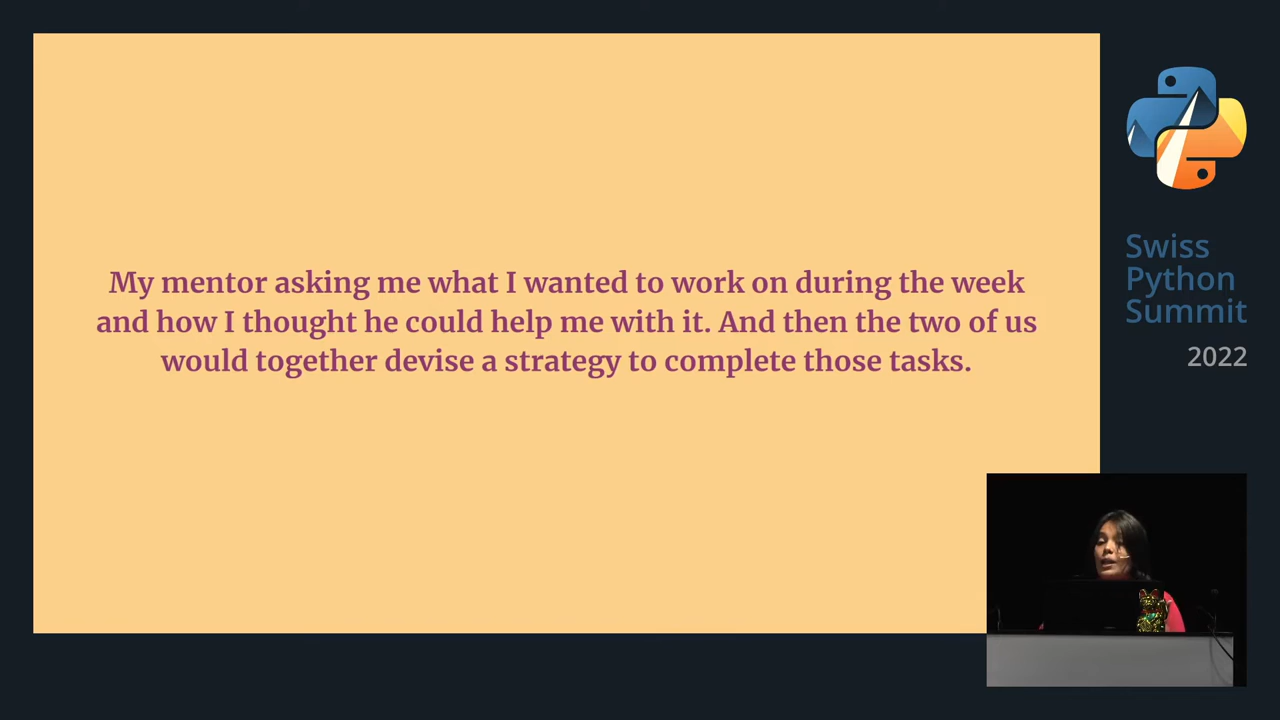 My mentor asking me what I wanted to work on during the week
and how I thought he could help me with it. And then the two of us
would together devise a strategy to complete those tasks.
Swiss
Python
Summit
2022